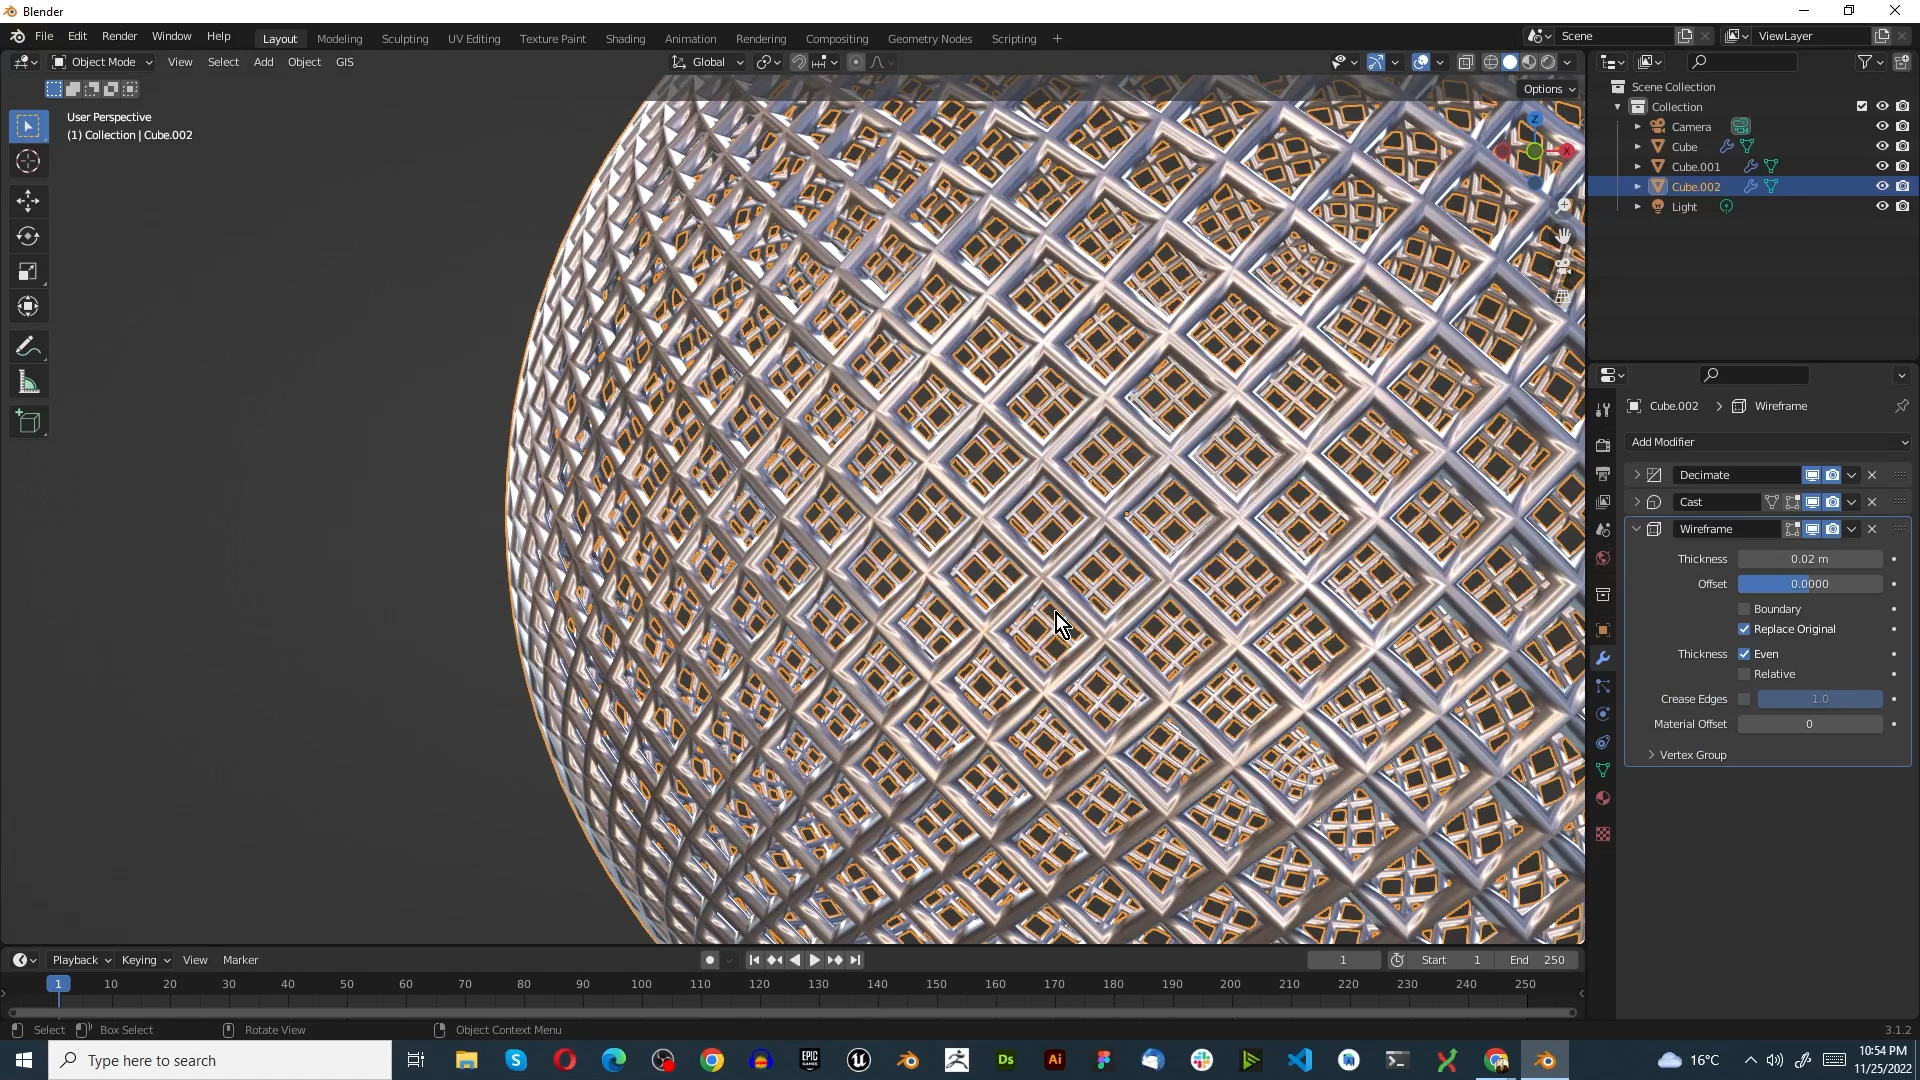 Blender
File Edit Render Window Help
Layout Modeling Sculpting UV Editing Texture Paint Shading Animation Rendering Compositing Geometry Nodes Scripting +
Scene
ViewLayer
Object Mode View Select Add Object GIS
Global
Options
User Perspective
(1) Collection | Cube.002
Z
X
Scene Collection
Collection
Camera
Cube
Cube.001
Cube.002
Light
Cube.002 > Wireframe
Add Modifier
Decimate
Cast
Wireframe
Thickness 0.02 m
Offset 0.0000
Boundary
Replace Original
Thickness Even
Relative
Crease Edges 1.0
Material Offset 0
Vertex Group
Playback Keying View Marker
1 Start 1 End 250
1 10 20 30 40 50 60 70 80 90 100 110 120 130 140 150 160 170 180 190 200 210 220 230 240 250
Select Box Select Rotate View Object Context Menu
3.1.2
Type here to search
Ds
Ai
EPIC GAMES
16°C
10:54 PM
11/25/2022